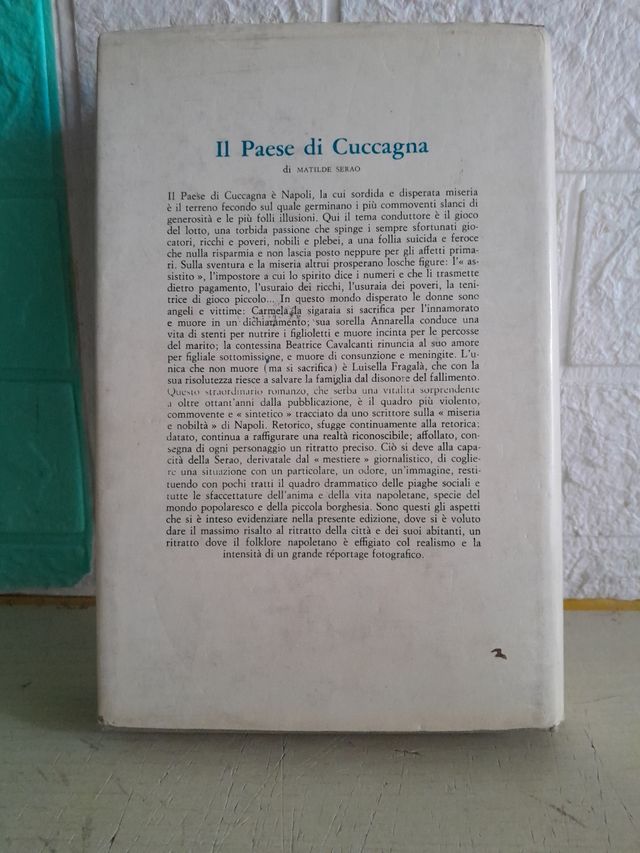 Il Paese di Cuccagna
di MATILDE SERAO
Il Paese di Cuccagna è Napoli, la cui sordida e disperata miseria
è il terreno fecondo sul quale germinano i più commoventi slanci di
generosità e le più folli illusioni. Qui il tema conduttore è il gioco
del lotto, una torbida passione che spinge i sempre sfortunati gio-
catori, ricchi e poveri, nobili e plebei, a una follia suicida e feroce
che nulla risparmia e non lascia posto neppure per gli affetti prima-
ri. Sulla sventura e la miseria altrui prosperano losche figure: l'« as-
sistito », l'impostore a cui lo spirito dice i numeri e che li trasmette
dietro pagamento, l'usuraio dei ricchi, l'usuraia dei poveri, la teni-
trice di gioco piccolo... In questo mondo disperato le donne sono
angeli e vittime: Carmela la sigaraia si sacrifica per l'innamorato
e muore in un dichiaramento; sua sorella Annarella conduce una
vita di stenti per nutrire i figlioletti e muore incinta per le percosse
del marito; la contessina Beatrice Cavalcanti rinuncia al suo amore
per figliale sottomissione, e muore di consunzione e meningite. L'u-
nica che non muore (ma si sacrifica) è Luisella Fragalà, che con la
sua risolutezza riesce a salvare la famiglia dal disonore del fallimento.
Questo straordinario romanzo, che serba una vitalità sorprendente
a oltre ottant'anni dalla pubblicazione, è il quadro più violento,
commovente e « sintetico » tracciato da uno scrittore sulla « miseria
e nobiltà » di Napoli. Retorico, sfugge continuamente alla retorica:
datato, continua a raffigurare una realtà riconoscibile; affollato, con-
segna di ogni personaggio un ritratto preciso. Ciò si deve alla capa-
cità della Serao, derivatale dal « mestiere » giornalistico, di coglie-
re una situazione con un particolare, un odore, un'immagine, resti-
tuendo con pochi tratti il quadro drammatico delle piaghe sociali e
tutte le sfaccettature dell'anima e della vita napoletane, specie del
mondo popolaresco e della piccola borghesia. Sono questi gli aspetti
che si è inteso evidenziare nella presente edizione, dove si è voluto
dare il massimo risalto al ritratto della città e dei suoi abitanti, un
ritratto dove il folklore napoletano è effigiato col realismo e la
intensità di un grande réportage fotografico.